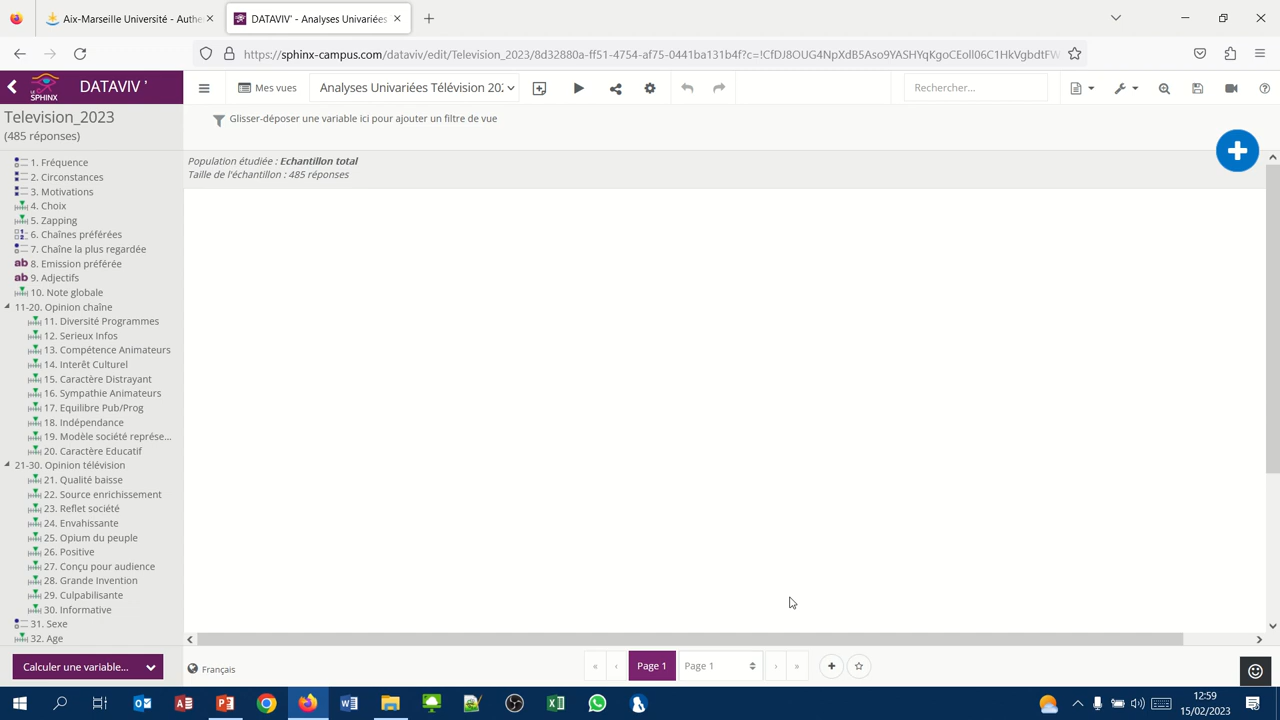 Aix-Marseille Université - Authe
DATAVIV' - Analyses Univariées
https://sphinx-campus.com/dataviv/edit/Television_2023/8d32880a-ff51-4754-af75-0441ba131b4f?c=!CfDJ8OUG4NpXdB5Aso9YASHYqKgoCEoll06C1HkVgbdtFW
LE SPHINX
DATAVIV '
Mes vues
Analyses Univariées Télévision 202
Rechercher...
Television_2023
(485 réponses)
Glisser-déposer une variable ici pour ajouter un filtre de vue
Population étudiée : Echantillon total
Taille de l'échantillon : 485 réponses
1. Fréquence
2. Circonstances
3. Motivations
4. Choix
5. Zapping
6. Chaînes préférées
7. Chaîne la plus regardée
ab 8. Emission préférée
ab 9. Adjectifs
10. Note globale
11-20. Opinion chaîne
11. Diversité Programmes
12. Serieux Infos
13. Compétence Animateurs
14. Interêt Culturel
15. Caractère Distrayant
16. Sympathie Animateurs
17. Equilibre Pub/Prog
18. Indépendance
19. Modèle société représe...
20. Caractère Educatif
21-30. Opinion télévision
21. Qualité baisse
22. Source enrichissement
23. Reflet société
24. Envahissante
25. Opium du peuple
26. Positive
27. Conçu pour audience
28. Grande Invention
29. Culpabilisante
30. Informative
31. Sexe
32. Age
Calculer une variable...
Français
« ‹ Page 1 Page 1 › »
12:59
15/02/2023